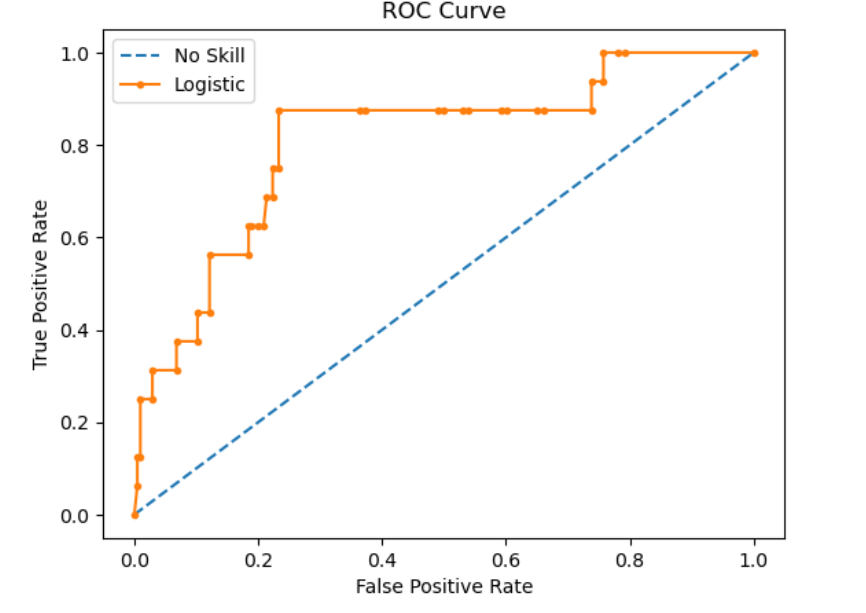 ROC Curve
No Skill
Logistic
True Positive Rate
1.0
0.8
0.6
0.4
0.2
0.0
0.0 0.2 0.4 0.6 0.8 1.0
False Positive Rate